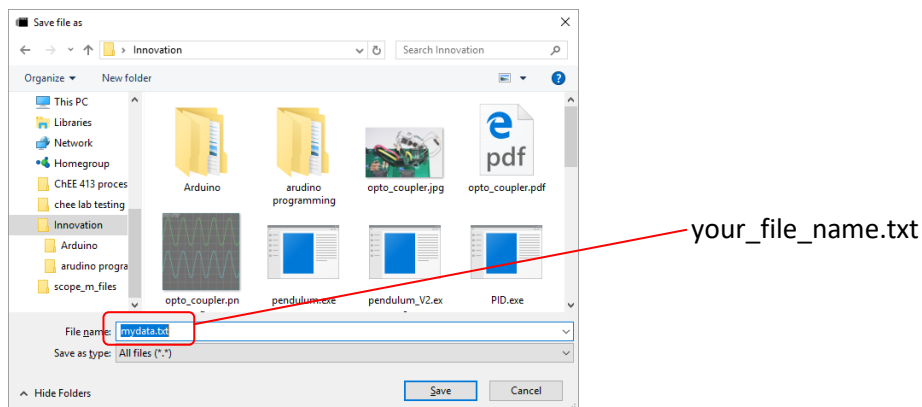 Save file as
Innovation
Search Innovation
Organize
New folder
This PC
Libraries
Network
Homegroup
ChEE 413 proces
chee lab testing
Innovation
Arduino
arudino progra
scope_m_files
pdf
Arduino
arudino
programming
opto_coupler.jpg
opto_coupler.pdf
opto_coupler.pn
pendulum.exe
pendulum_V2.ex
PID.exe
your_file_name.txt
File name:
mydata.txt
Save as type:
All files (*.*)
Hide Folders
Save
Cancel